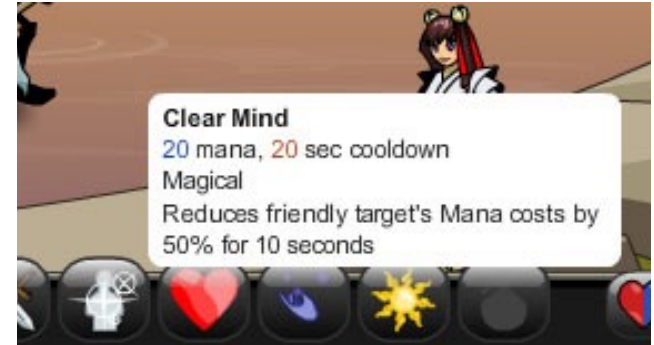 Clear Mind
20 mana, 20 sec cooldown
Magical
Reduces friendly target's Mana costs by
50% for 10 seconds